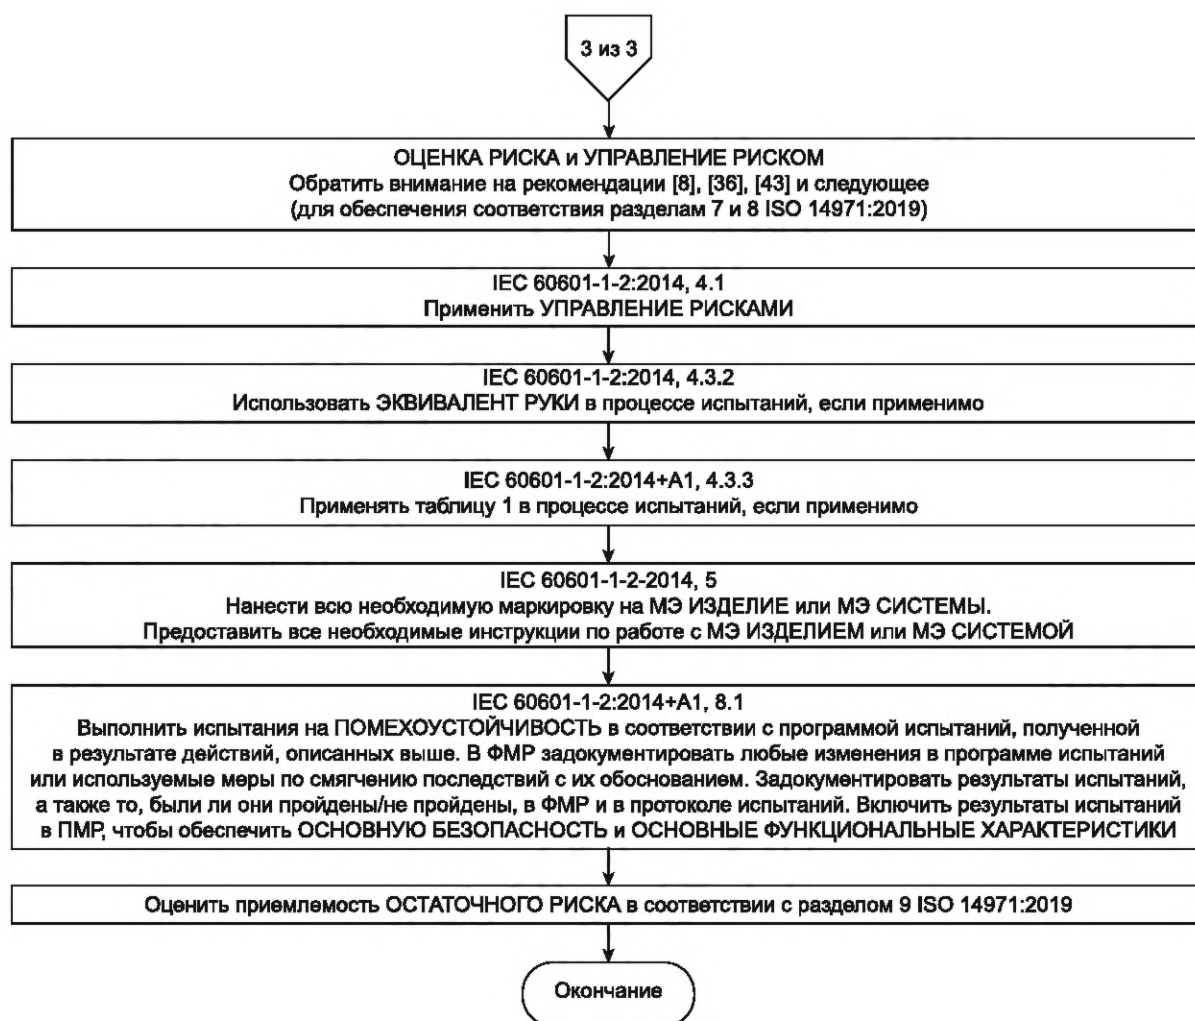 3 из 3
ОЦЕНКА РИСКА и УПРАВЛЕНИЕ РИСКОМ
Обратить внимание на рекомендации [8], [36], [43] и следующее
(для обеспечения соответствия разделам 7 и 8 ISO 14971:2019)
IEC 60601-1-2:2014, 4.1
Применить УПРАВЛЕНИЕ РИСКАМИ
IEC 60601-1-2:2014, 4.3.2
Использовать ЭКВИВАЛЕНТ РУКИ в процессе испытаний, если применимо
IEC 60601-1-2:2014+A1, 4.3.3
Применять таблицу 1 в процессе испытаний, если применимо
IEC 60601-1-2-2014, 5
Нанести всю необходимую маркировку на МЭ ИЗДЕЛИЕ или МЭ СИСТЕМЫ.
Предоставить все необходимые инструкции по работе с МЭ ИЗДЕЛИЕМ или МЭ СИСТЕМОЙ
IEC 60601-1-2:2014+A1, 8.1
Выполнить испытания на ПОМЕХОУСТОЙЧИВОСТЬ в соответствии с программой испытаний, полученной
в результате действий, описанных выше. В ФМР задокументировать любые изменения в программе испытаний
или используемые меры по смягчению последствий с их обоснованием. Задокументировать результаты испытаний,
а также то, были ли они пройдены/не пройдены, в ФМР и в протоколе испытаний. Включить результаты испытаний
в ПМР, чтобы обеспечить ОСНОВНУЮ БЕЗОПАСНОСТЬ и ОСНОВНЫЕ ФУНКЦИОНАЛЬНЫЕ ХАРАКТЕРИСТИКИ
Оценить приемлемость ОСТАТОЧНОГО РИСКА в соответствии с разделом 9 ISO 14971:2019
Окончание